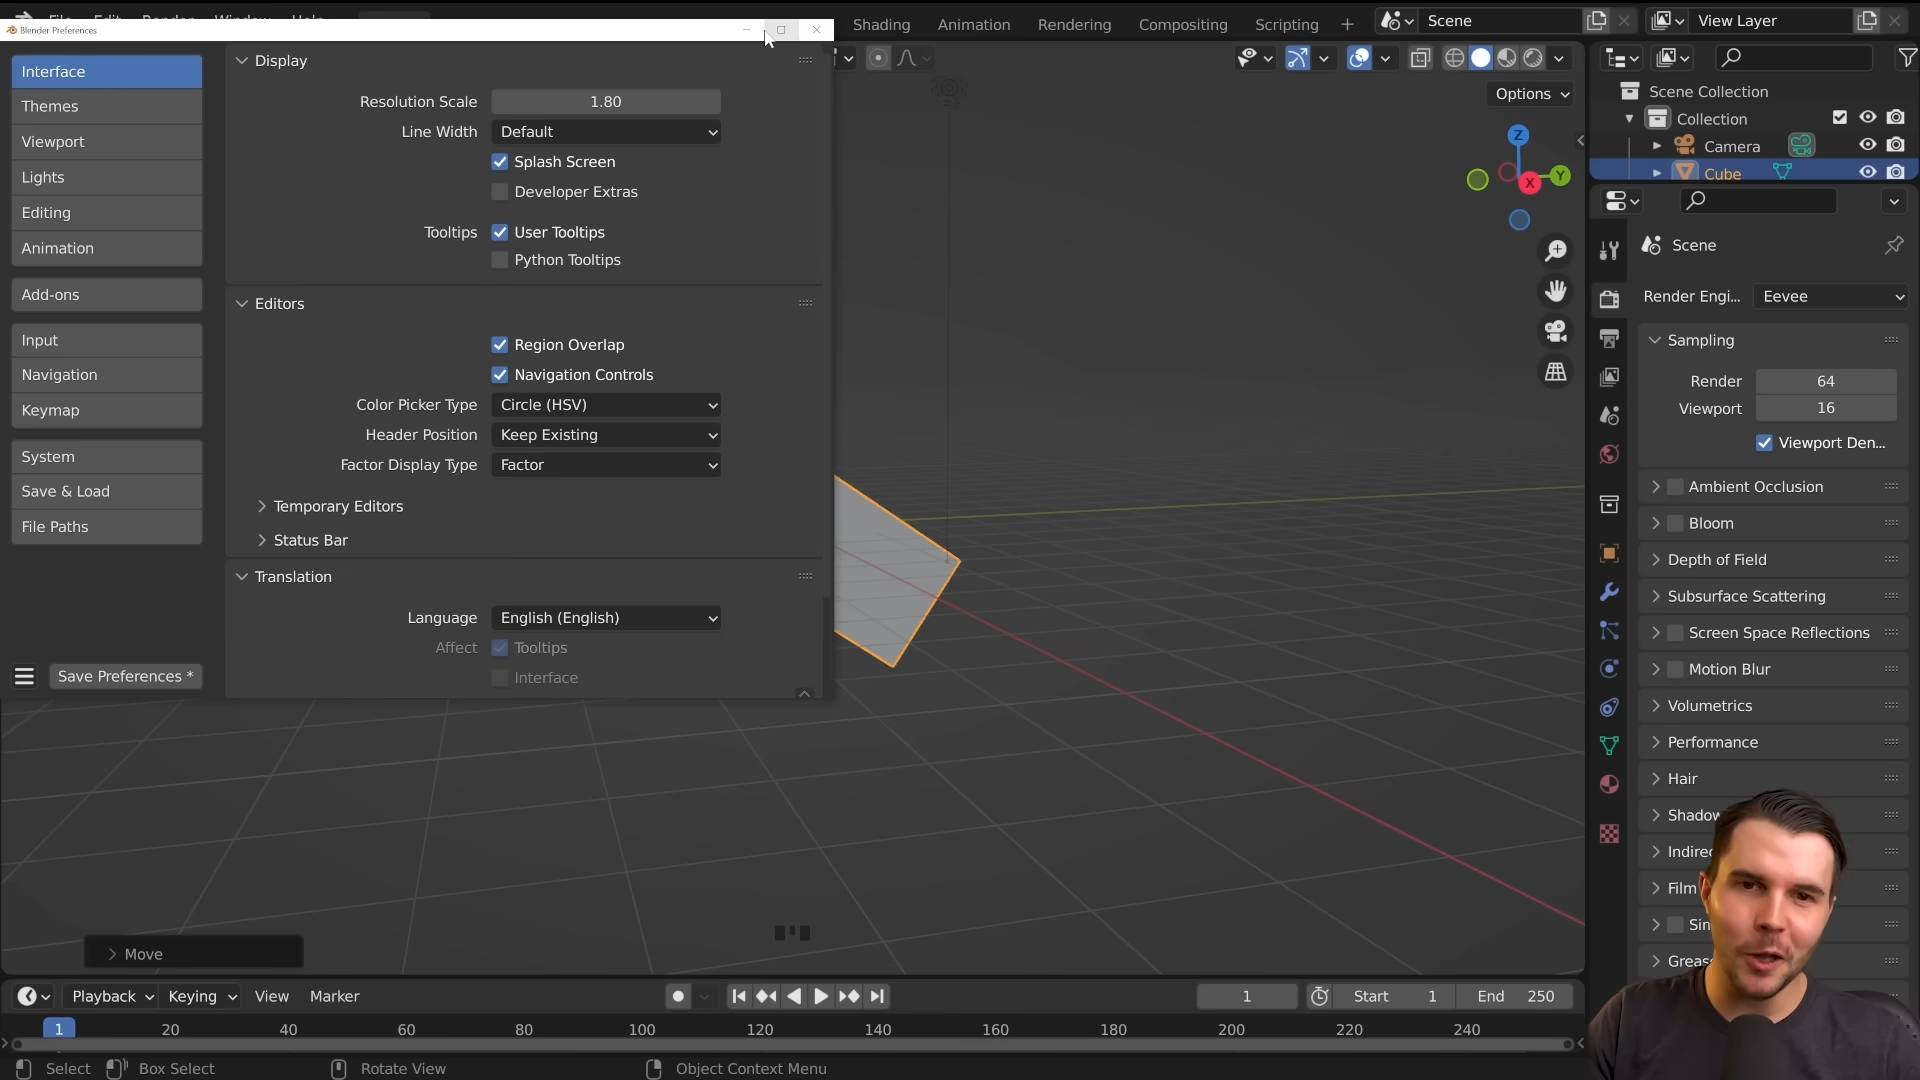 Blender Preferences
Shading
Animation
Rendering
Compositing
Scripting
Scene
View Layer
Interface
Themes
Viewport
Lights
Editing
Animation
Add-ons
Input
Navigation
Keymap
System
Save & Load
File Paths
Save Preferences *
Display
Resolution Scale 1.80
Line Width Default
Splash Screen
Developer Extras
Tooltips User Tooltips
Python Tooltips
Editors
Region Overlap
Navigation Controls
Color Picker Type Circle (HSV)
Header Position Keep Existing
Factor Display Type Factor
Temporary Editors
Status Bar
Translation
Language English (English)
Affect Tooltips
Interface
Options
Z
Y
X
Scene Collection
Collection
Camera
Cube
Scene
Render Engi... Eevee
Sampling
Render 64
Viewport 16
Viewport Den...
Ambient Occlusion
Bloom
Depth of Field
Subsurface Scattering
Screen Space Reflections
Motion Blur
Volumetrics
Performance
Hair
Shadow
Indirec
Film
Sim
Grease
Move
Playback Keying View Marker
1
Start 1
End 250
1 20 40 60 80 100 120 140 160 180 200 220 240
Select
Box Select
Rotate View
Object Context Menu